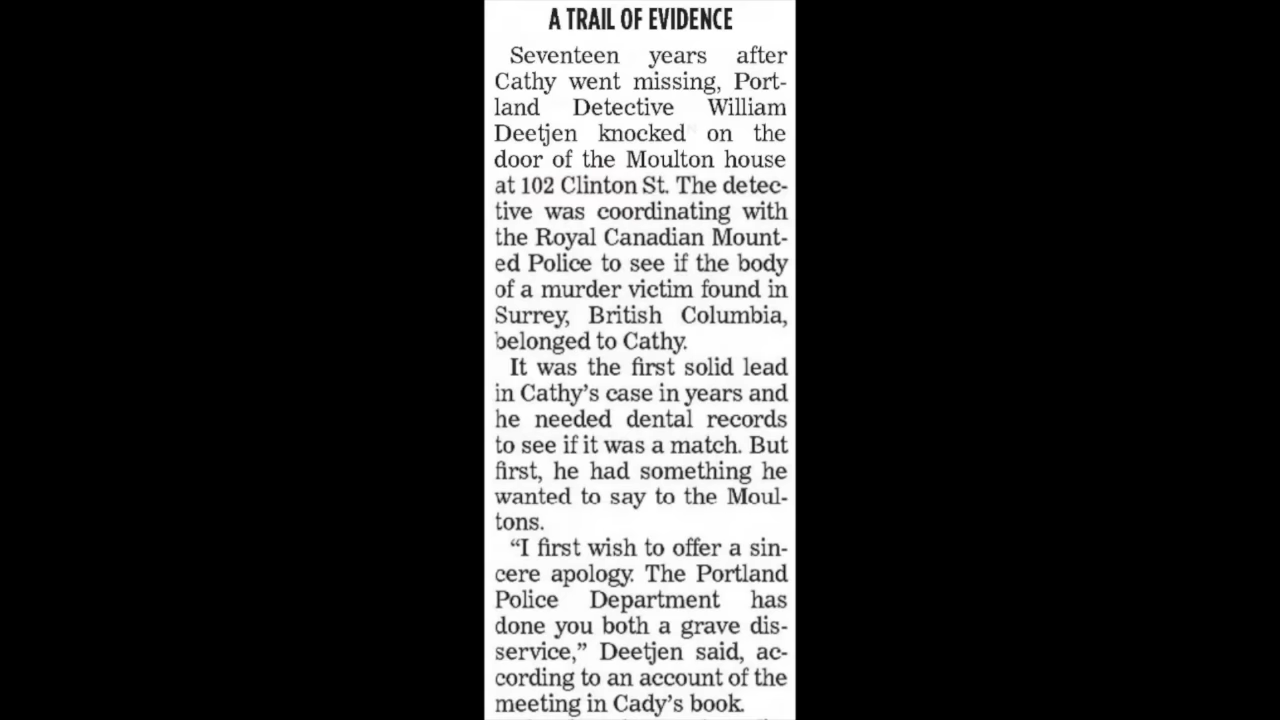 A TRAIL OF EVIDENCE
Seventeen years after
Cathy went missing, Port-
land Detective William
Deetjen knocked on the
door of the Moulton house
at 102 Clinton St. The detec-
tive was coordinating with
the Royal Canadian Mount-
ed Police to see if the body
of a murder victim found in
Surrey, British Columbia,
belonged to Cathy.
It was the first solid lead
in Cathy's case in years and
he needed dental records
to see if it was a match. But
first, he had something he
wanted to say to the Moul-
tons.
“I first wish to offer a sin-
cere apology. The Portland
Police Department has
done you both a grave dis-
service,” Deetjen said, ac-
cording to an account of the
meeting in Cady's book.